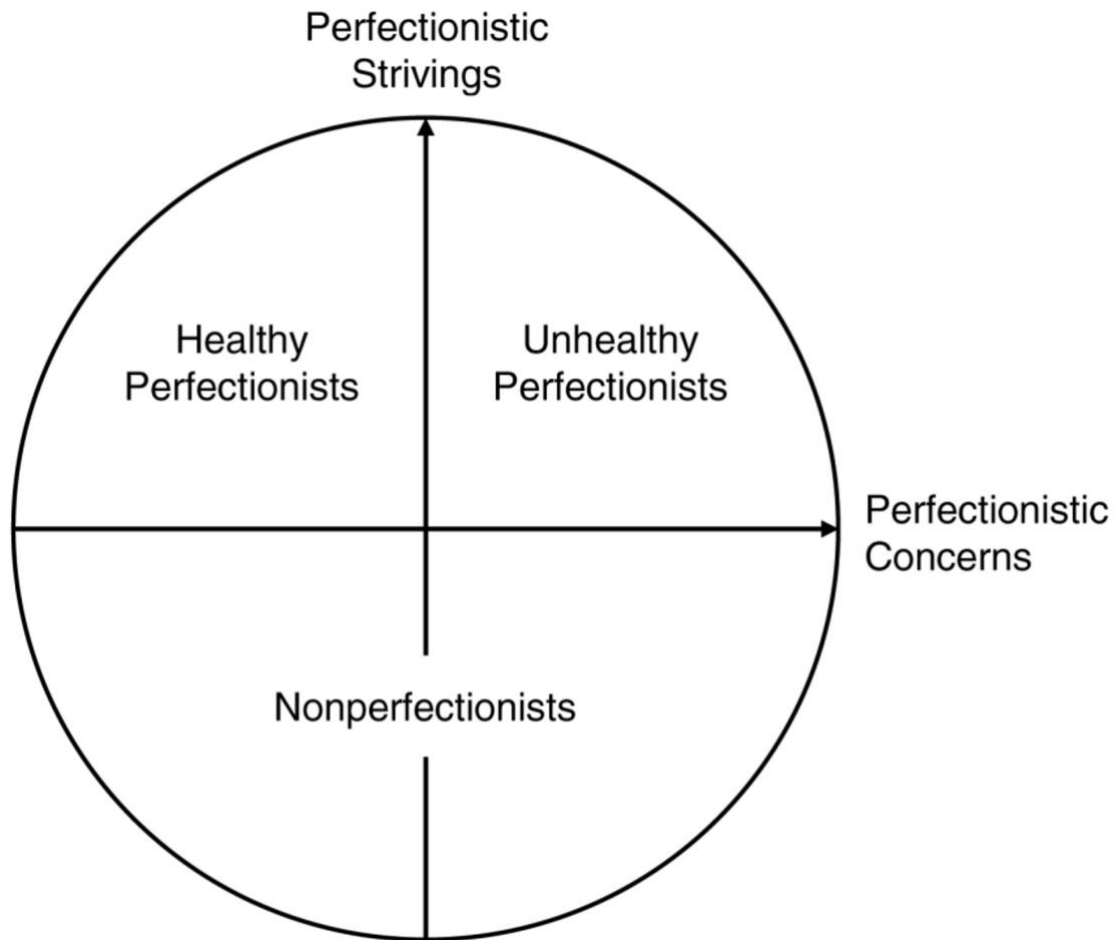 Perfectionistic
Strivings
Healthy
Perfectionists
Unhealthy
Perfectionists
Perfectionistic
Concerns
Nonperfectionists